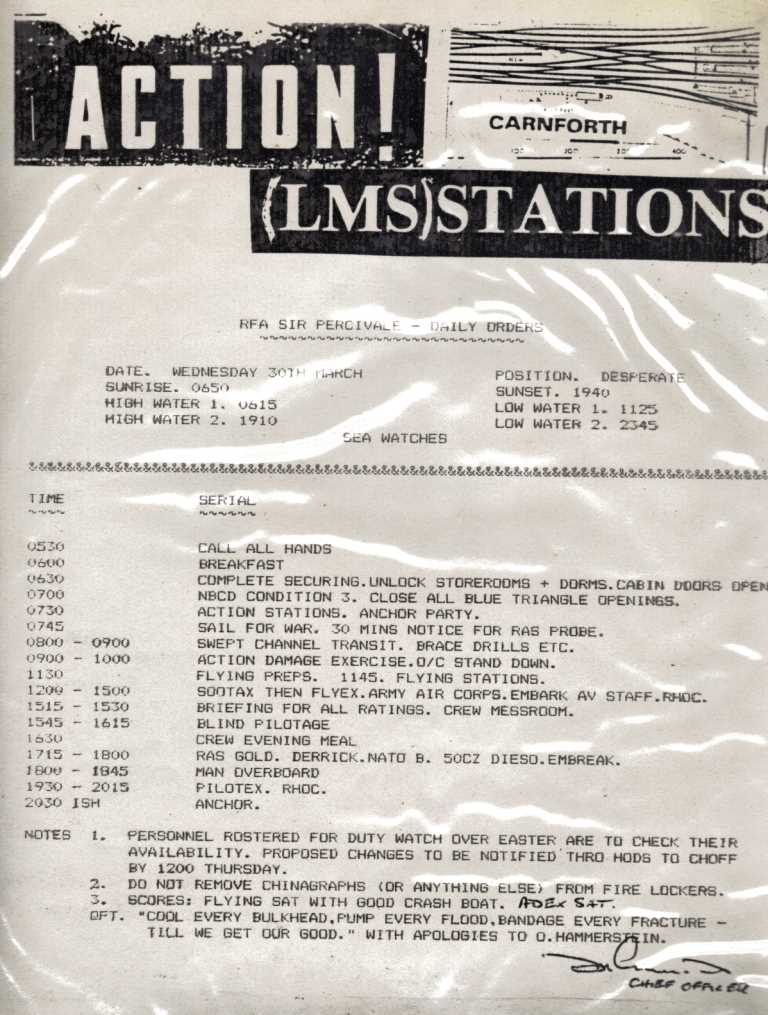 ACTION!
CARNFORTH
100 200 300 400
(LMS)STATIONS
RFA SIR PERCIVALE - DAILY ORDERS
DATE. WEDNESDAY 30TH MARCH
POSITION. DESPERATE
SUNRISE. 0650
SUNSET. 1940
HIGH WATER 1. 0615
LOW WATER 1. 1125
HIGH WATER 2. 1910
LOW WATER 2. 2345
SEA WATCHES
TIME SERIAL
0530 CALL ALL HANDS
0600 BREAKFAST
0630 COMPLETE SECURING.UNLOCK STOREROOMS + DORMS.CABIN DOORS OPEN
0700 NBCD CONDITION 3. CLOSE ALL BLUE TRIANGLE OPENINGS.
0730 ACTION STATIONS. ANCHOR PARTY.
0745 SAIL FOR WAR. 30 MINS NOTICE FOR RAS PROBE.
0800 - 0900 SWEPT CHANNEL TRANSIT. BRACE DRILLS ETC.
0900 - 1000 ACTION DAMAGE EXERCISE.O/C STAND DOWN.
1130 FLYING PREPS. 1145. FLYING STATIONS.
1200 - 1500 SOOTAX THEN FLYEX.ARMY AIR CORPS.EMBARK AV STAFF.RHOC.
1515 - 1530 BRIEFING FOR ALL RATINGS. CREW MESSROOM.
1545 - 1615 BLIND PILOTAGE
1630 CREW EVENING MEAL
1715 - 1800 RAS GOLD. DERRICK.NATO B. 50CZ DIESO.EMBREAK.
1800 - 1845 MAN OVERBOARD
1930 - 2015 PILOTEX. RHOC.
2030 ISH ANCHOR.
NOTES 1. PERSONNEL ROSTERED FOR DUTY WATCH OVER EASTER ARE TO CHECK THEIR
AVAILABILITY. PROPOSED CHANGES TO BE NOTIFIED THRO HODS TO CHOFF
BY 1200 THURSDAY.
2. DO NOT REMOVE CHINAGRAPHS (OR ANYTHING ELSE) FROM FIRE LOCKERS.
3. SCORES: FLYING SAT WITH GOOD CRASH BOAT. ADEX SAT.
QFT. "COOL EVERY BULKHEAD,PUMP EVERY FLOOD,BANDAGE EVERY FRACTURE -
TILL WE GET OUR GOOD." WITH APOLOGIES TO O.HAMMERSTEIN.
CHIEF OFFICER